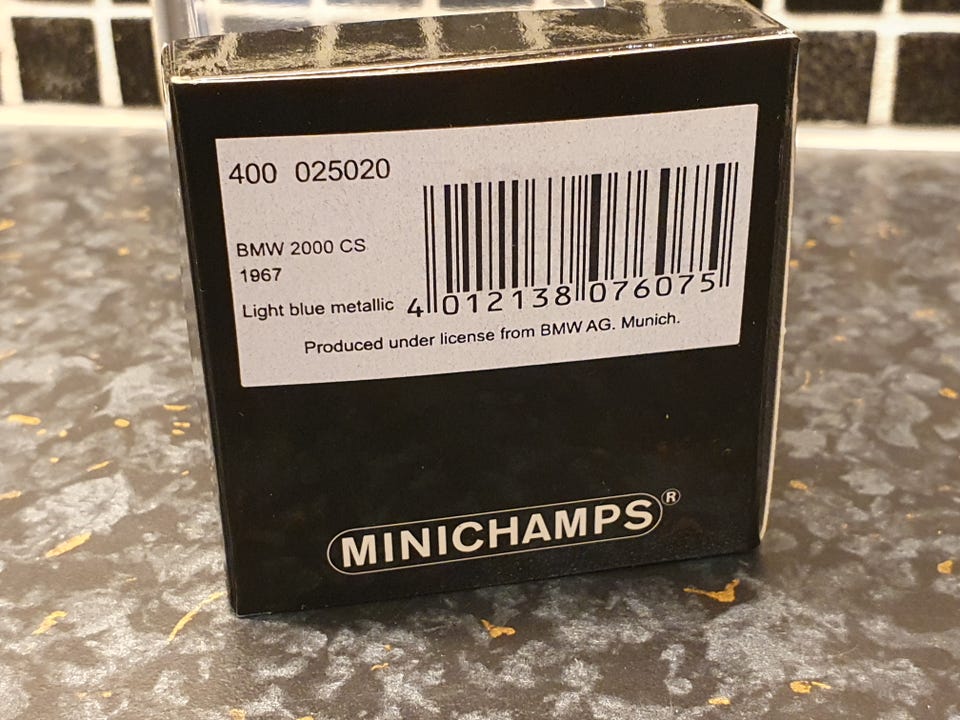 400 025020
BMW 2000 CS
1967
Light blue metallic
4 012138 076075
Produced under license from BMW AG. Munich.
MINICHAMPS®